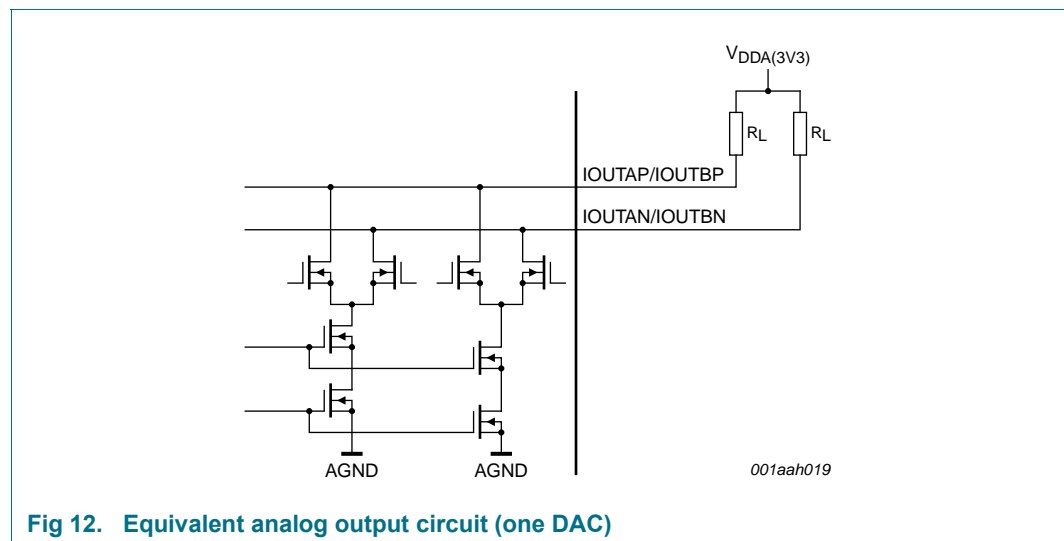 VDDA(3V3)
RL
RL
IOUTAP/IOUTBP
IOUTAN/IOUTBN
AGND
AGND
001aah019
Fig 12. Equivalent analog output circuit (one DAC)